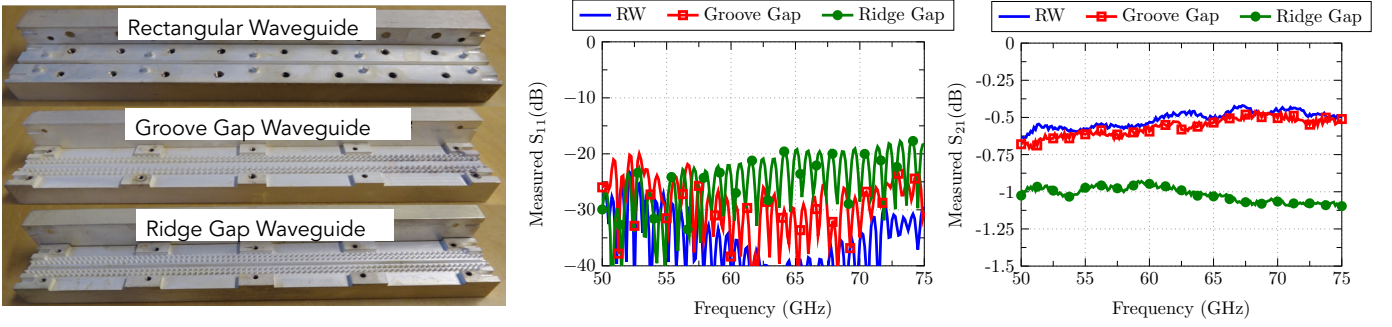 Rectangular Waveguide
Groove Gap Waveguide
Ridge Gap Waveguide
RW Groove Gap Ridge Gap
0
−10
−20
−30
−40
50 55 60 65 70 75
Measured S11(dB)
Frequency (GHz)
RW Groove Gap Ridge Gap
0
-0.25
-0.5
-0.75
-1
-1.25
-1.5
50 55 60 65 70 75
Measured S21(dB)
Frequency (GHz)